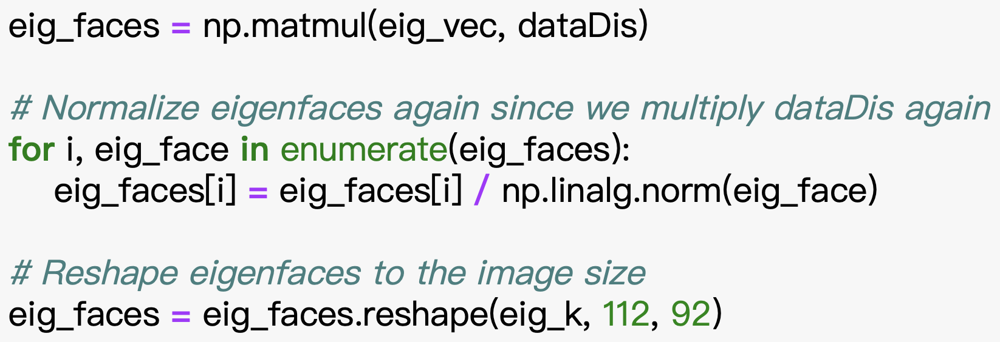 eig_faces = np.matmul(eig_vec, dataDis)
# Normalize eigenfaces again since we multiply dataDis again
for i, eig_face in enumerate(eig_faces):
    eig_faces[i] = eig_faces[i] / np.linalg.norm(eig_face)
# Reshape eigenfaces to the image size
eig_faces = eig_faces.reshape(eig_k, 112, 92)